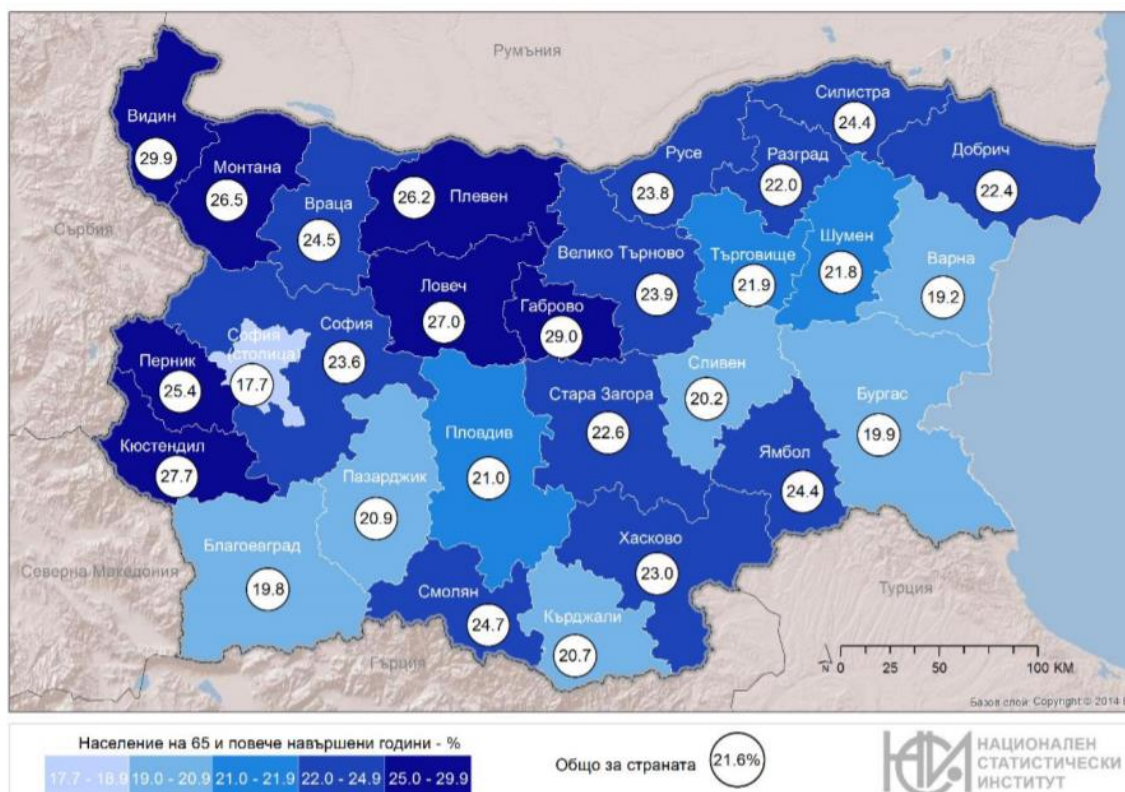 Румъния
Силистра
24.4
Видин
29.9
Монтана
26.5
Враца
24.5
26.2
Плевен
Русе
23.8
Разград
22.0
Добрич
22.4
Сърбия
Ловеч
27.0
Габрово
29.0
Велико Търново
23.9
Търговище
21.9
Шумен
21.8
Варна
19.2
София
(столица)
17.7
София
23.6
Перник
25.4
Кюстендил
27.7
Пловдив
21.0
Стара Загора
22.6
Сливен
20.2
Бургас
19.9
Ямбол
24.4
Пазарджик
20.9
Благоевград
19.8
Северна Македония
Хасково
23.0
Смолян
24.7
Кърджали
20.7
Гърция
Турция
N
0 25 50 100 КМ.
Базов слой: Copyright © 2014
Население на 65 и повече навършени години - %
17.7 - 18.9 19.0 - 20.9 21.0 - 21.9 22.0 - 24.9 25.0 - 29.9
Общо за страната 21.6%
НАЦИОНАЛЕН
СТАТИСТИЧЕСКИ
ИНСТИТУТ